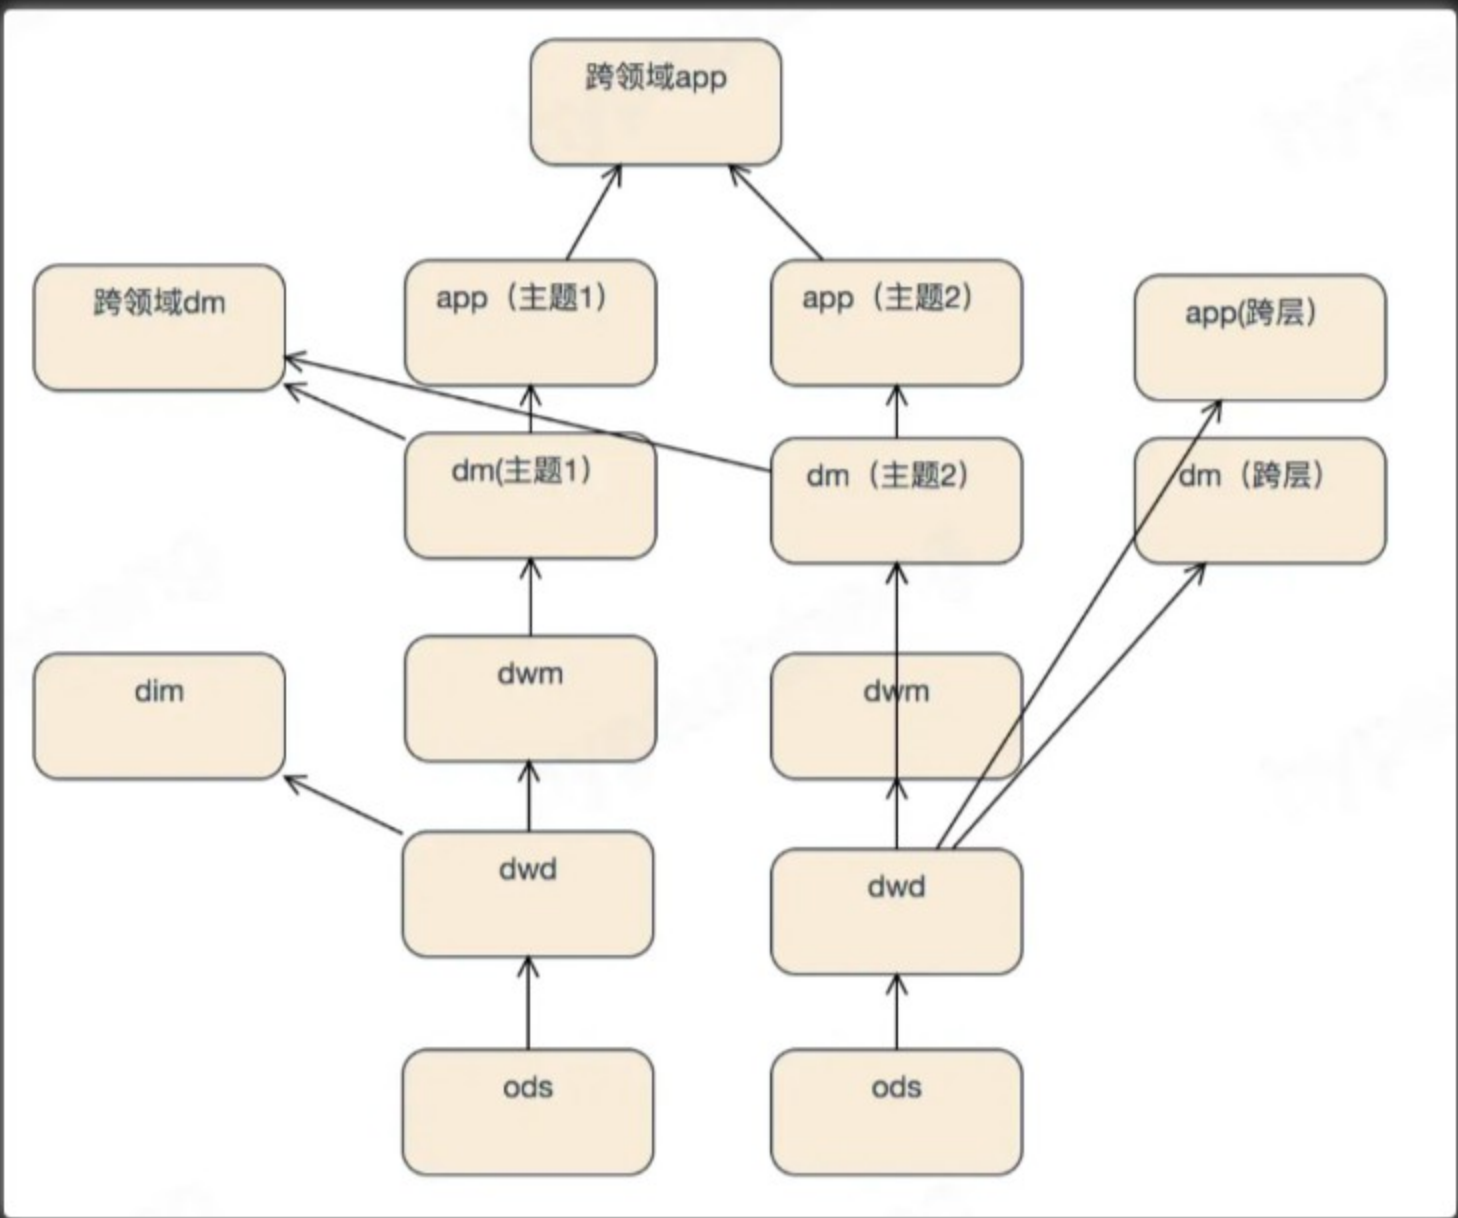 跨领域app
跨领域dm
app（主题1）
app（主题2）
app(跨层）
dm(主题1）
dm（主题2）
dm（跨层）
dim
dwm
dwm
dwd
dwd
ods
ods